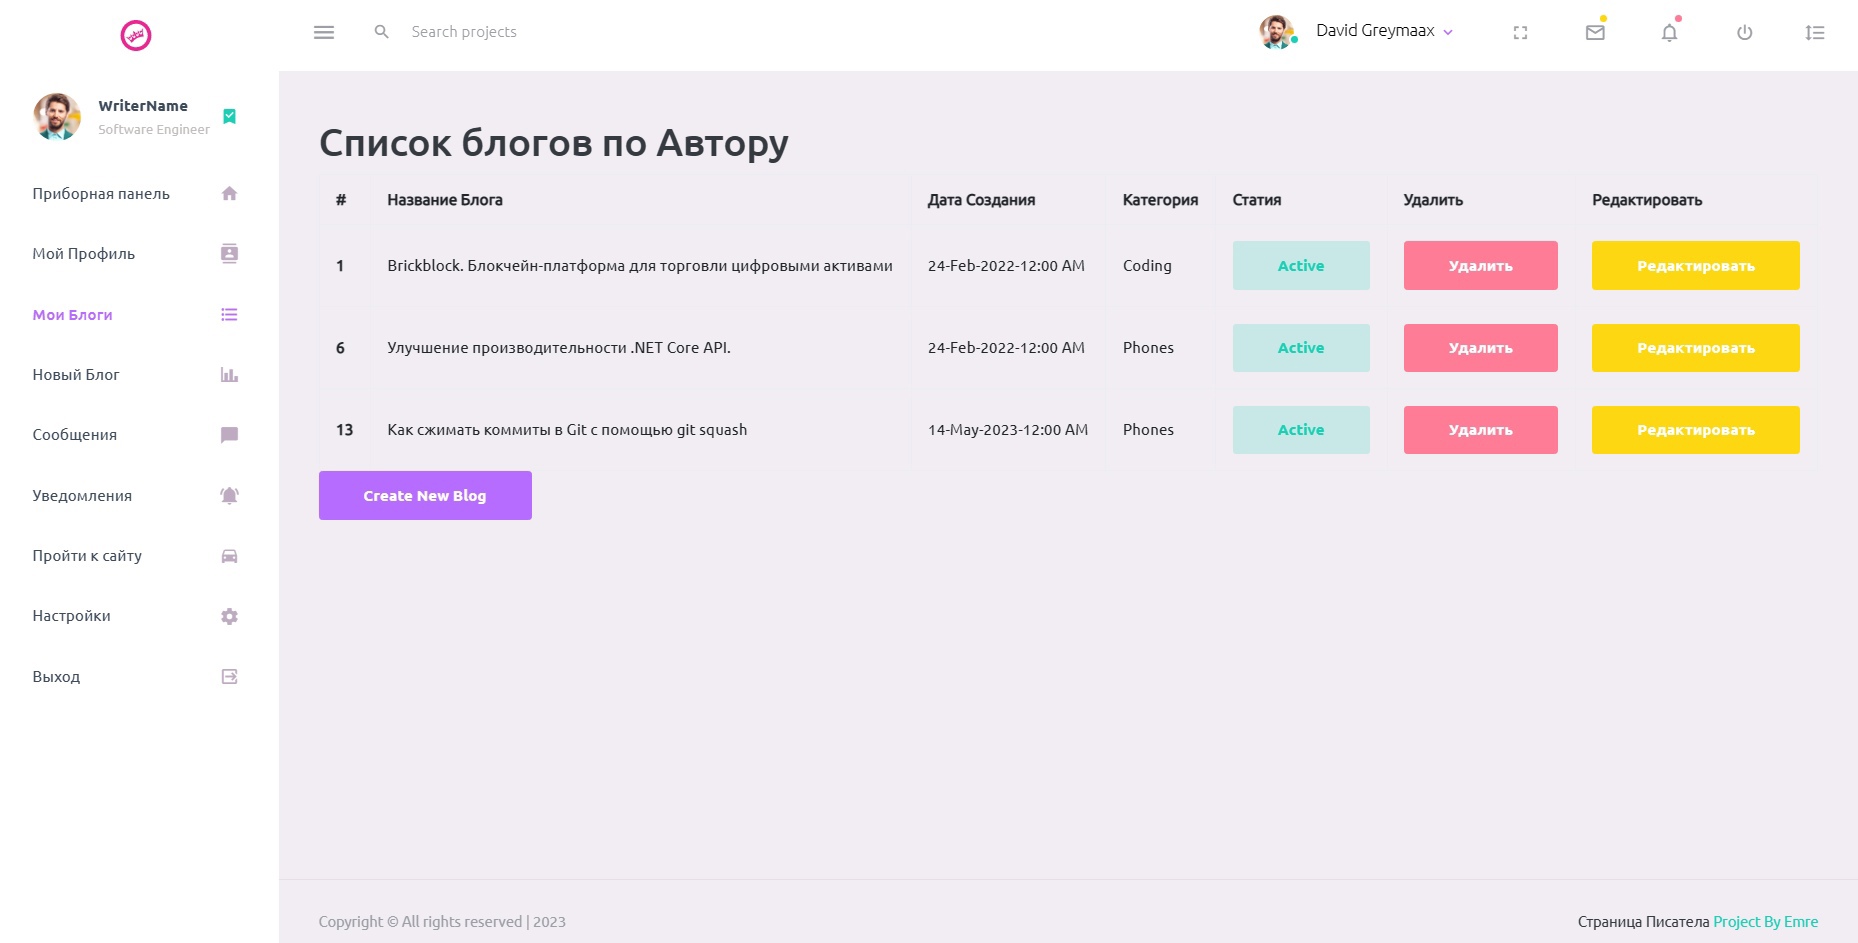 Search projects
David Greymaax
WriterName
Software Engineer
Приборная панель
Мой Профиль
Мои Блоги
Новый Блог
Сообщения
Уведомления
Пройти к сайту
Настройки
Выход
Список блогов по Автору
# Название Блога Дата Создания Категория Статия Удалить Редактировать
1 Brickblock. Блокчейн-платформа для торговли цифровыми активами 24-Feb-2022-12:00 AM Coding Active Удалить Редактировать
6 Улучшение производительности .NET Core API. 24-Feb-2022-12:00 AM Phones Active Удалить Редактировать
13 Как сжимать коммиты в Git с помощью git squash 14-May-2023-12:00 AM Phones Active Удалить Редактировать
Create New Blog
Copyright © All rights reserved | 2023
Страница Писателя Project By Emre